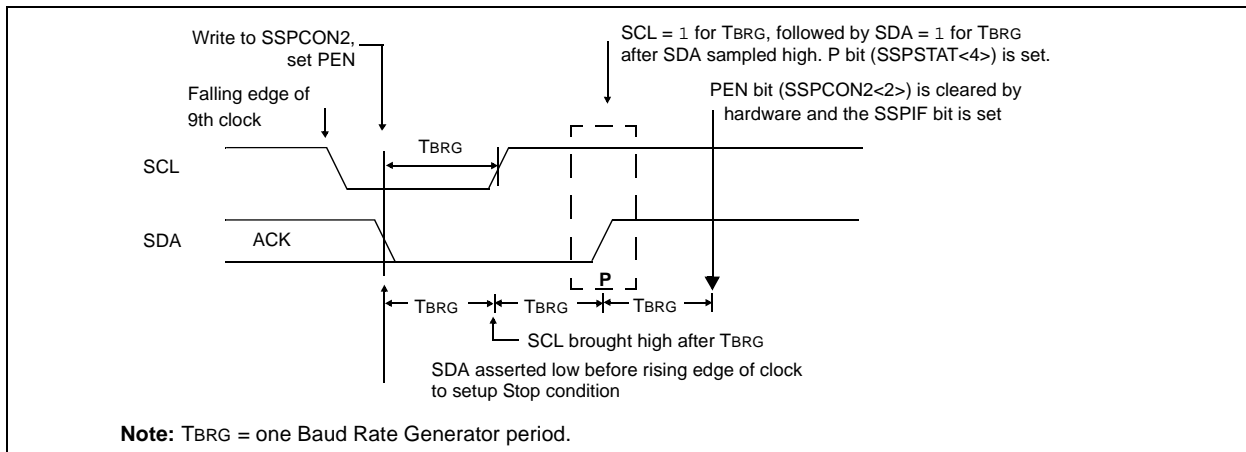 Write to SSPCON2,
set PEN
SCL = 1 for TBRG, followed by SDA = 1 for TBRG
after SDA sampled high. P bit (SSPSTAT<4>) is set.
Falling edge of
9th clock
PEN bit (SSPCON2<2>) is cleared by
hardware and the SSPIF bit is set
TBRG
SCL
SDA
ACK
P
TBRG
TBRG
TBRG
SCL brought high after TBRG
SDA asserted low before rising edge of clock
to setup Stop condition
Note: TBRG = one Baud Rate Generator period.